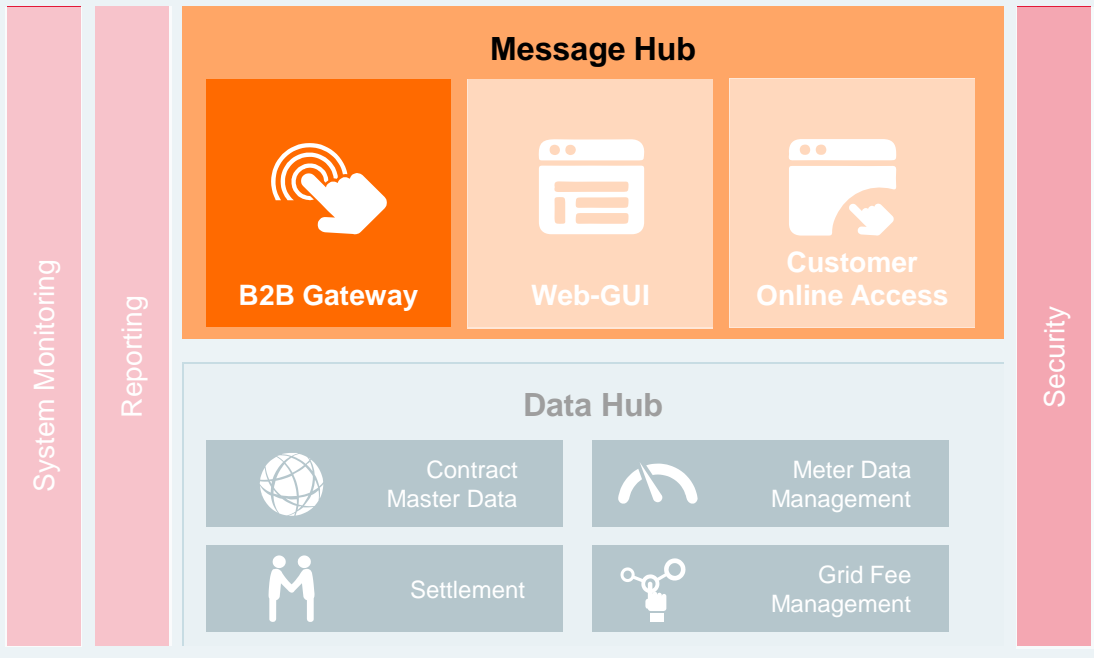 System Monitoring
Reporting
Message Hub
B2B Gateway
Web-GUI
Customer
Online Access
Data Hub
Contract
Master Data
Meter Data
Management
Settlement
Grid Fee
Management
Security